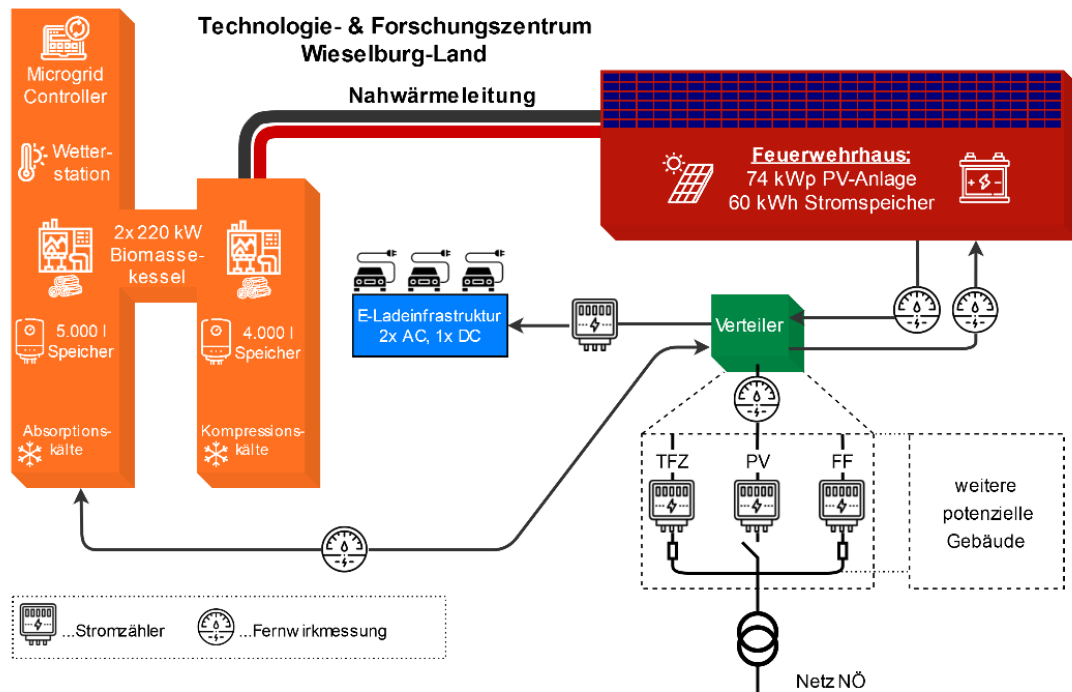 Technologie- & Forschungszentrum
Wieselburg-Land
Microgrid
Controller
Nahwärmeleitung
Wetter-
station
Feuerwehrhaus:
74 kWp PV-Anlage
60 kWh Stromspeicher
2x 220 kW
Biomasse-
kessel
5.000 l
Speicher
4.000 l
Speicher
E-Ladeinfrastruktur
2x AC, 1x DC
Verteiler
Absorptions-
kälte
Kompressions-
kälte
TFZ
PV
FF
weitere
potenzielle
Gebäude
...Stromzähler
...Fernwirkmessung
Netz NÖ